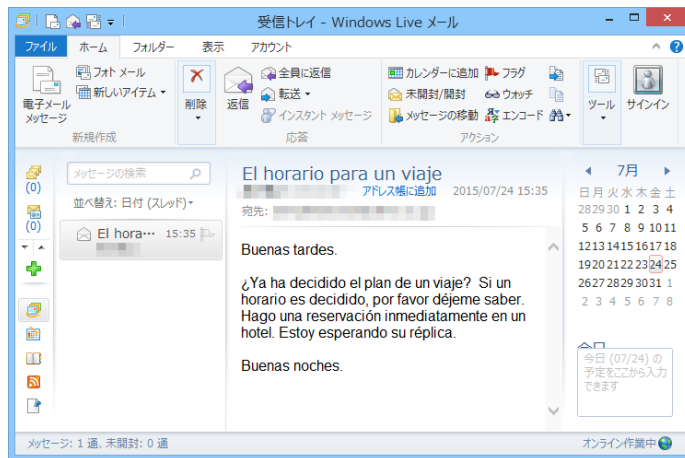 受信トレイ - Windows Live メール
ファイル ホーム フォルダー 表示 アカウント
電子メール メッセージ
フォト メール
新しいアイテム
新規作成
削除
返信
全員に返信
転送
インスタント メッセージ
応答
カレンダーに追加 フラグ
未開封/開封 ウォッチ
メッセージの移動 エンコード
アクション
ツール
サインイン
(0)
(0)
メッセージの検索
並べ替え: 日付 (スレッド)
El hora… 15:35
El horario para un viaje
アドレス帳に追加 2015/07/24 15:35
宛先:
Buenas tardes.
¿Ya ha decidido el plan de un viaje? Si un
horario es decidido, por favor déjeme saber.
Hago una reservación inmediatamente en un
hotel. Estoy esperando su réplica.
Buenas noches.
7月
日 月 火 水 木 金 土
28 29 30 1 2 3 4
5 6 7 8 9 10 11
12 13 14 15 16 17 18
19 20 21 22 23 24 25
26 27 28 29 30 31 1
2 3 4 5 6 7 8
今日 (07/24) の
予定をここから入力
できます
メッセージ: 1 通、未開封: 0 通
オンライン作業中